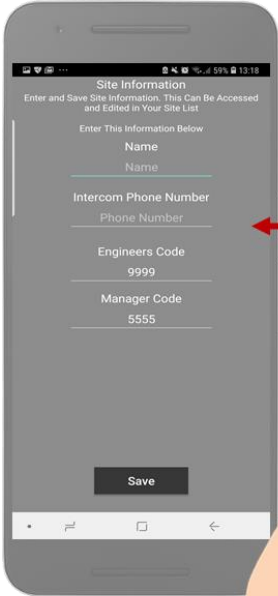 59% 13:18
Site Information
Enter and Save Site Information. This Can Be Accessed
and Edited in Your Site List
Enter This Information Below
Name
Name
Intercom Phone Number
Phone Number
Engineers Code
9999
Manager Code
5555
Save